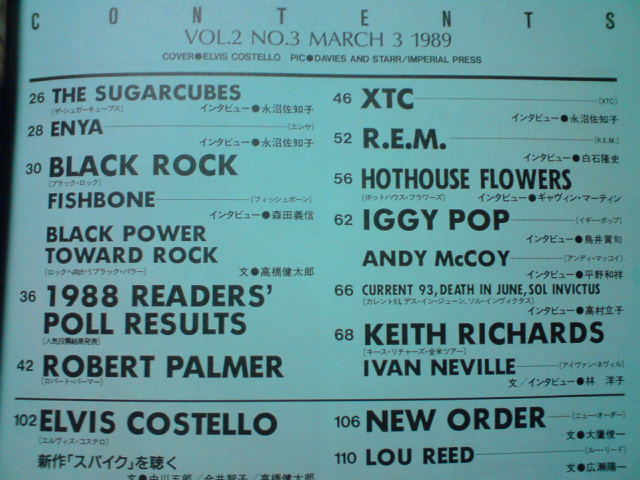 CONTENTS
VOL.2 NO.3 MARCH 3 1989
COVER●ELVIS COSTELLO PIC●DAVIES AND STARR/IMPERIAL PRESS
26 THE SUGARCUBES
[ザ・シュガーキューブス]
インタビュー●永沼佐知子
28 ENYA [エンヤ]
インタビュー●永沼佐知子
30 BLACK ROCK
[ブラック・ロック]
FISHBONE [フィッシュボーン]
インタビュー●森田義信
BLACK POWER
TOWARD ROCK
[ロックへ向かうブラック・パワー]
文●高橋健太郎
36 1988 READERS'
POLL RESULTS
[人気投票結果発表]
42 ROBERT PALMER
[ロバート・パーマー]
102 ELVIS COSTELLO
[エルヴィス・コステロ]
新作「スパイク」を聴く
文●中川五郎/今井智子/高橋健太郎
46 XTC [XTC]
インタビュー●永沼佐知子
52 R.E.M. [R.E.M.]
インタビュー●白石隆史
56 HOTHOUSE FLOWERS
[ホットハウス・フラワーズ] インタビュー●ギャヴィン・マーティン
62 IGGY POP [イギー・ポップ]
インタビュー●鳥井賀句
ANDY McCOY [アンディ・マッコイ]
インタビュー●平野和祥
66 CURRENT 93, DEATH IN JUNE, SOL INVICTUS
[カレント93, デス・イン・ジューン, ソル・インヴィクタス]
インタビュー●高村立子
68 KEITH RICHARDS
[キース・リチャーズ・全米ツアー]
IVAN NEVILLE [アイヴァン・ネヴィル]
文/インタビュー●林 洋子
106 NEW ORDER [ニュー・オーダー]
文●大鷹俊一
110 LOU REED [ルー・リード]
文●広瀬陽一